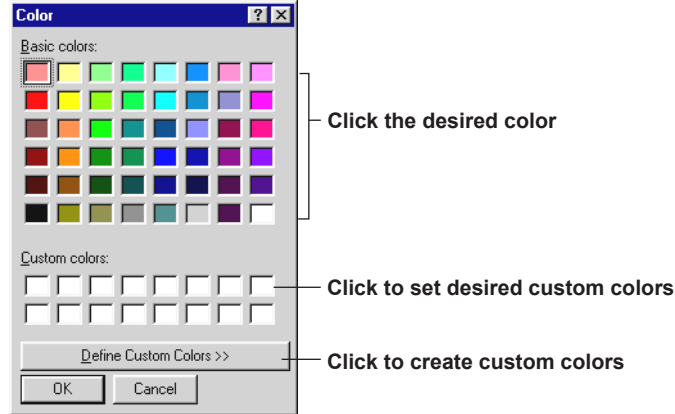 Color
Basic colors:
Click the desired color
Custom colors:
Click to set desired custom colors
Define Custom Colors >>
Click to create custom colors
OK
Cancel